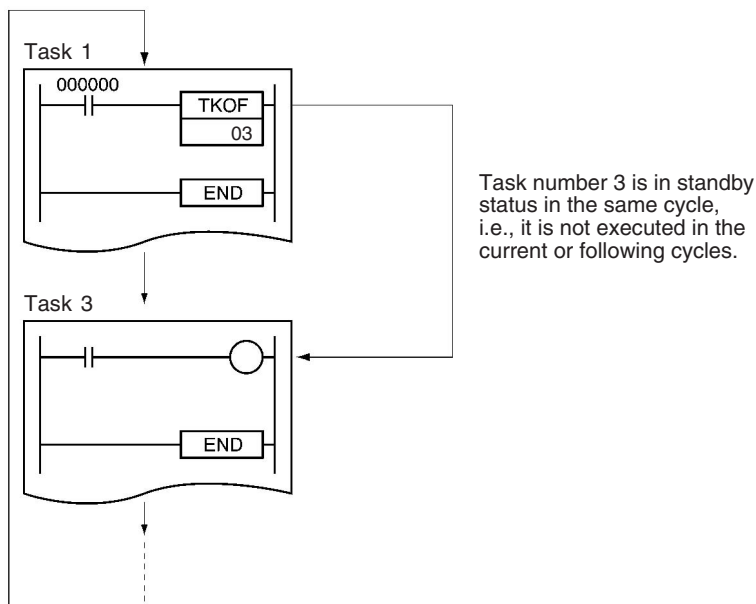 Task 1
000000
TKOF
03
END
Task number 3 is in standby
status in the same cycle,
i.e., it is not executed in the
current or following cycles.
Task 3
END